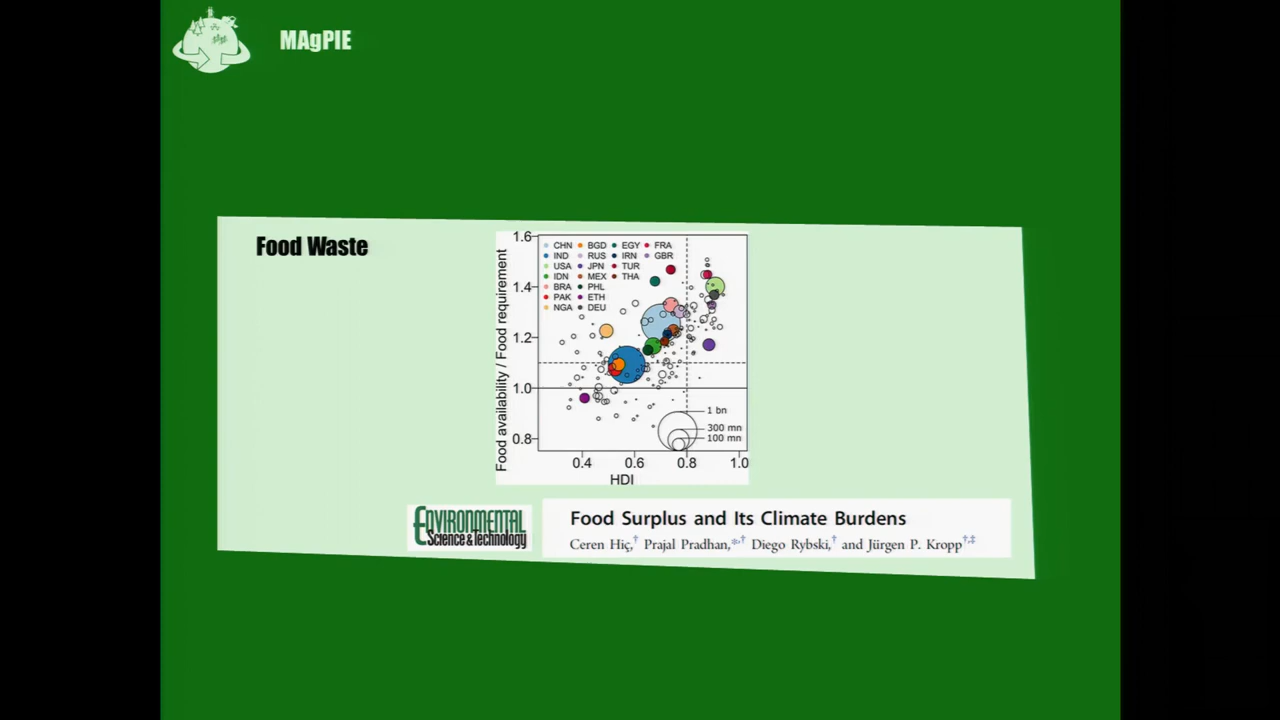 MAgPIE
Food Waste
Food availability / Food requirement
1.6
1.4
1.2
1.0
0.8
CHN BGD EGY FRA
IND RUS IRN GBR
USA JPN TUR
IDN MEX THA
BRA PHL
PAK ETH
NGA DEU
1 bn
300 mn
100 mn
0.4 0.6 0.8 1.0
HDI
ENVIRONMENTAL
Science & Technology
Food Surplus and Its Climate Burdens
Ceren Hiç,† Prajal Pradhan,*,† Diego Rybski,† and Jürgen P. Kropp†,‡